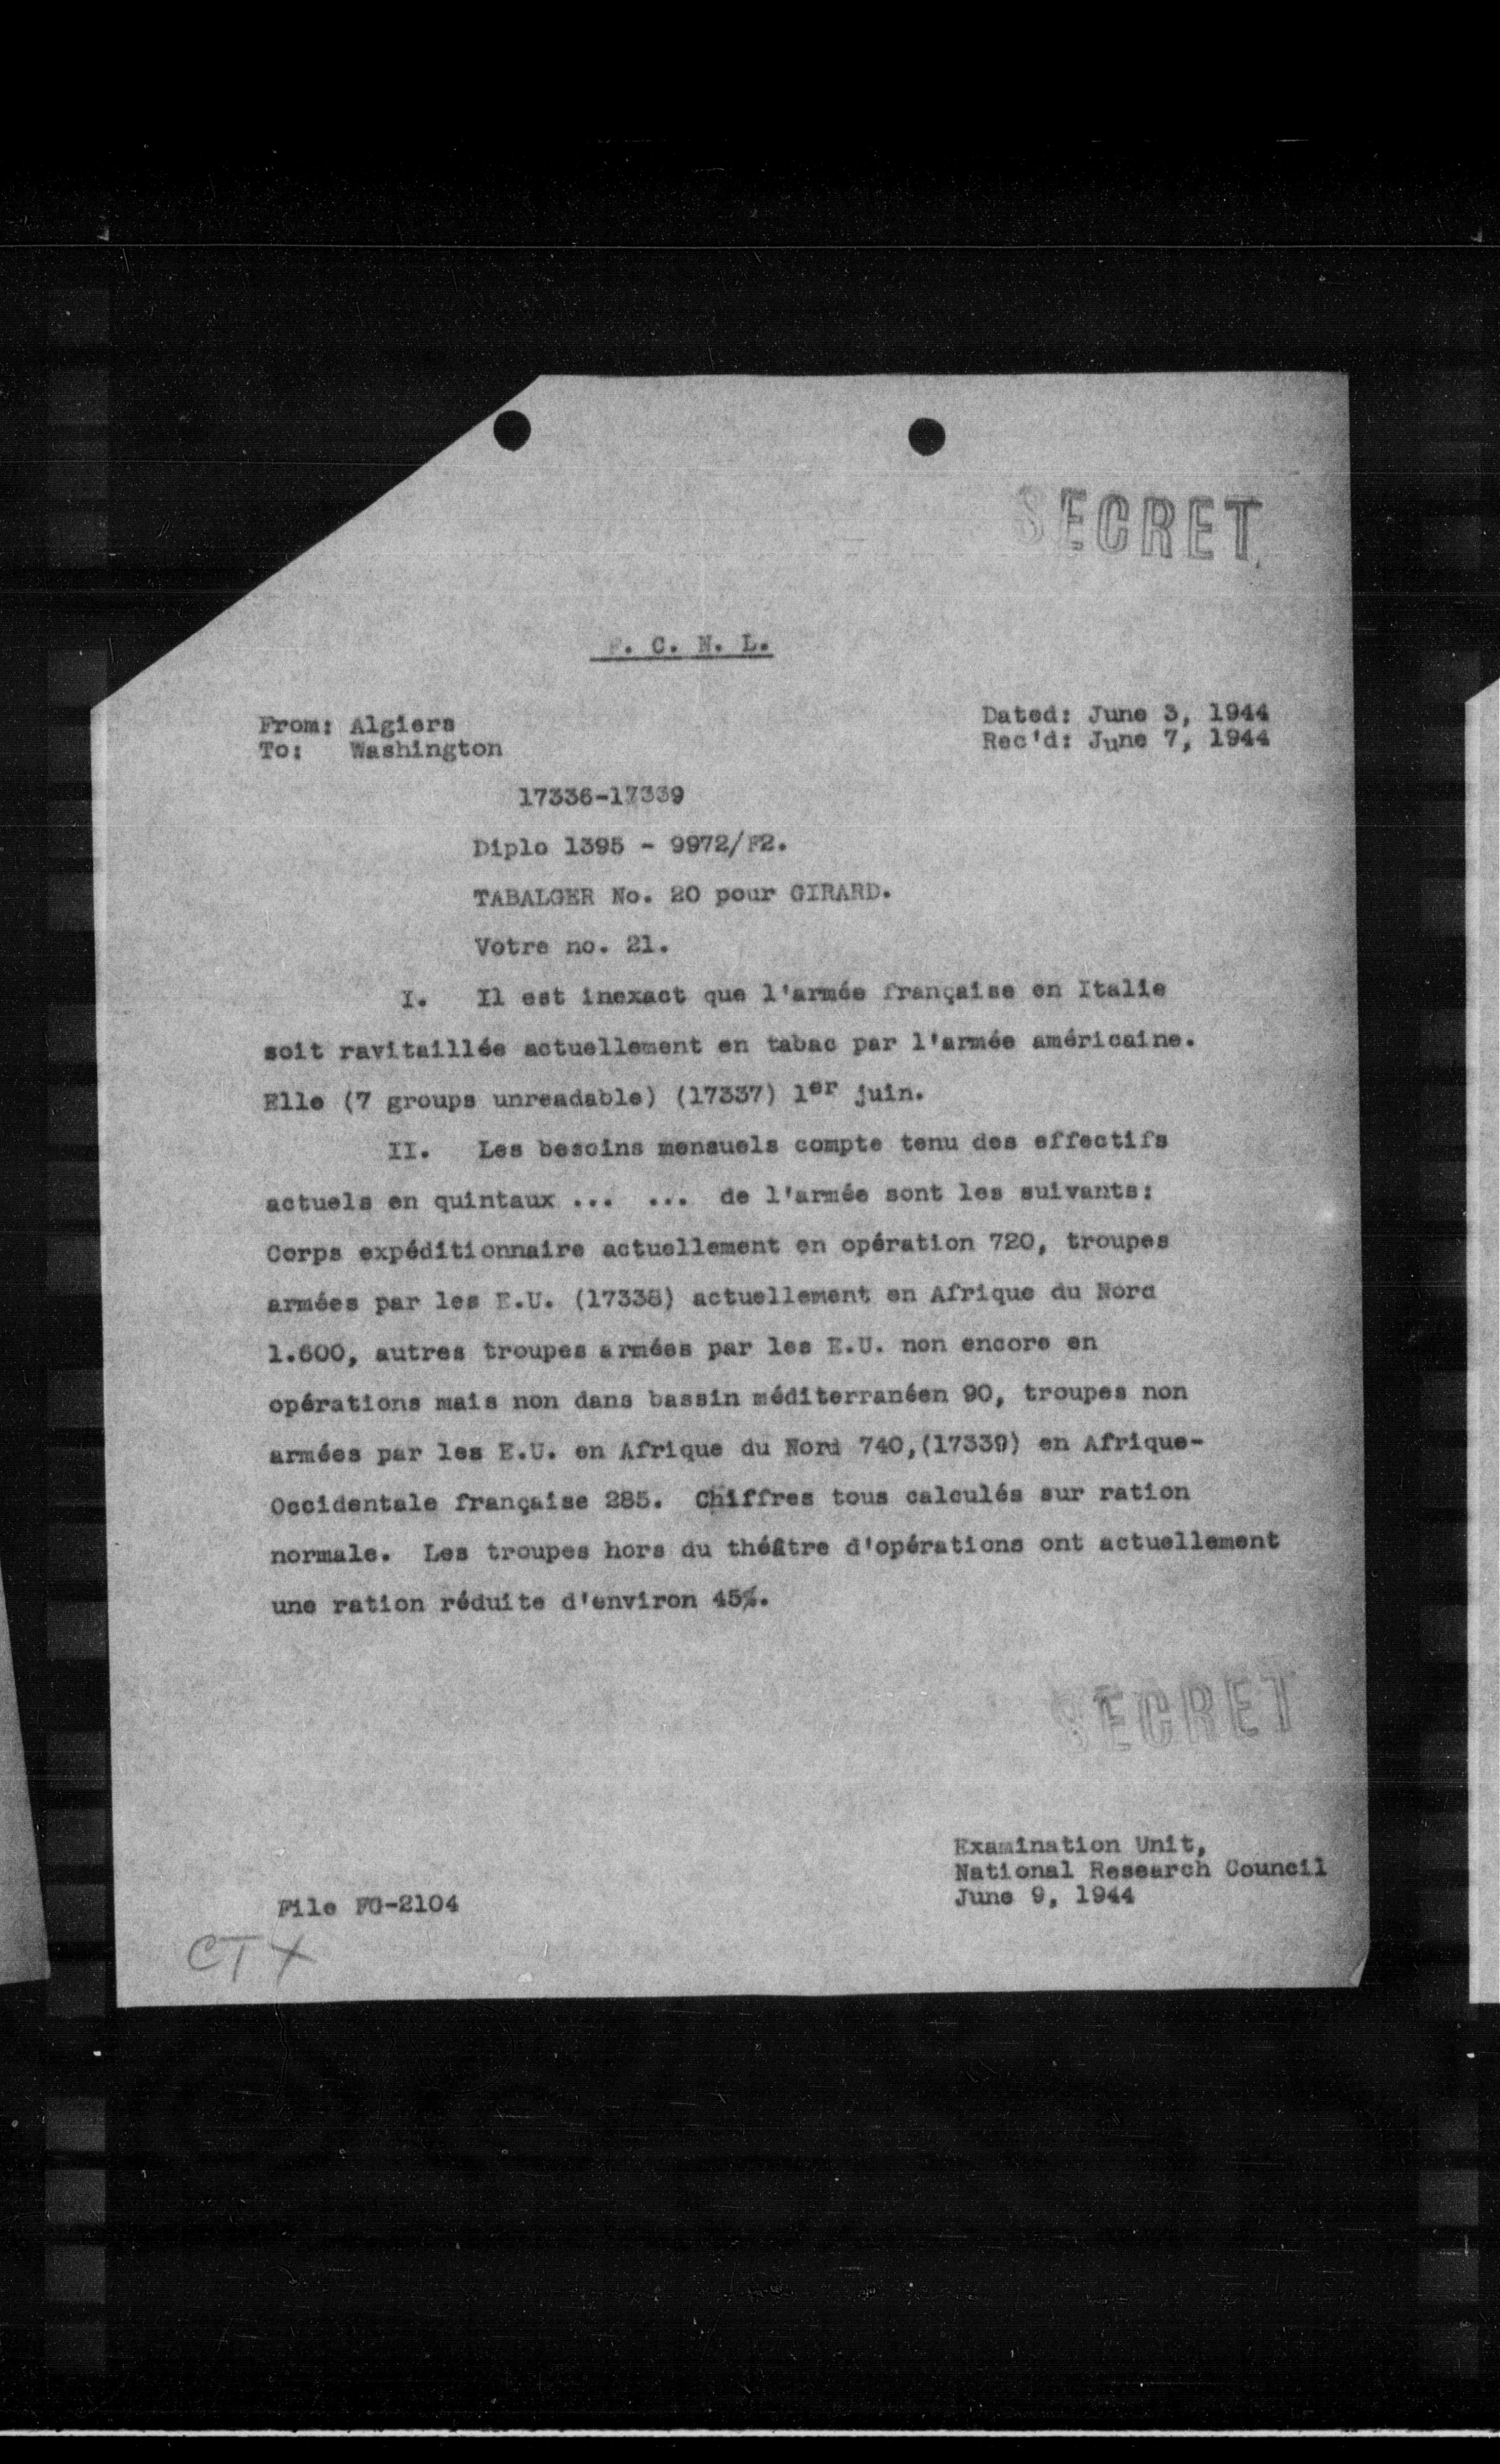 SECRET
F. C. N. L.
From: Algiers
To: Washington
Dated: June 3, 1944
Rec'd: June 7, 1944
17336-17339
Diplo 1395 - 9972/F2.
TABALGER No. 20 pour GIRARD.
Votre no. 21.
I. Il est inexact que l'armée française en Italie
soit ravitaillée actuellement en tabac par l'armée américaine.
Elle (7 groups unreadable) (17337) 1er juin.
II. Les besoins mensuels compte tenu des effectifs
actuels en quintaux ... ... de l'armée sont les suivants:
Corps expéditionnaire actuellement en opération 720, troupes
armées par les E.U. (17338) actuellement en Afrique du Nord
1.600, autres troupes armées par les E.U. non encore en
opérations mais non dans bassin méditerranéen 90, troupes non
armées par les E.U. en Afrique du Nord 740,(17339) en Afrique-
Occidentale française 285. Chiffres tous calculés sur ration
normale. Les troupes hors du théâtre d'opérations ont actuellement
une ration réduite d'environ 45%.
SECRET
Examination Unit,
National Research Council
June 9, 1944
File FG-2104
CTX